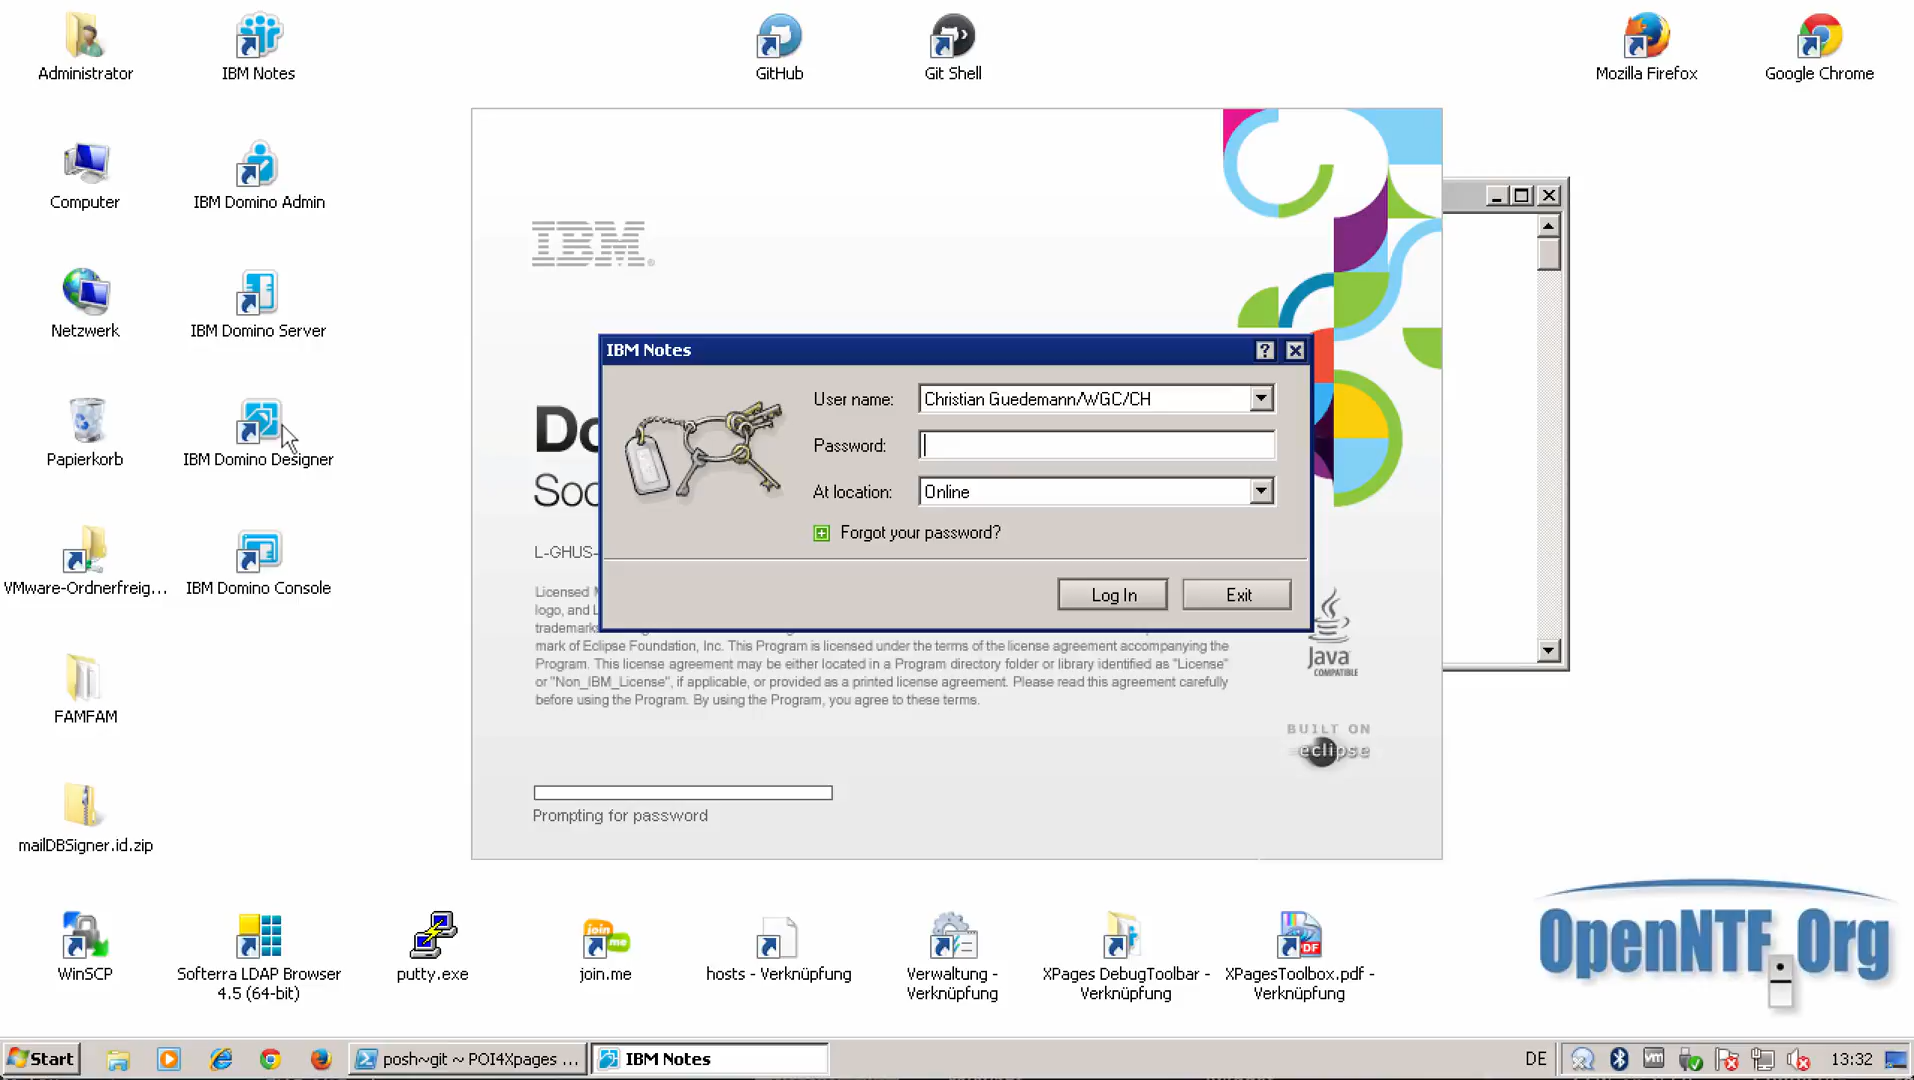 Administrator
IBM Notes
GitHub
Git Shell
Mozilla Firefox
Google Chrome
Computer
IBM Domino Admin
IBM
Netzwerk
IBM Domino Server
IBM Notes
User name: Christian Guedemann/WGC/CH
Password:
At location: Online
Forgot your password?
Log In
Exit
Papierkorb
IBM Domino Designer
Do
Soc
L-GHUS-
VMware-Ordnerfreig...
IBM Domino Console
Licensed
logo, and L
trademarks
mark of Eclipse Foundation, Inc. This Program is licensed under the terms of the license agreement accompanying the
Program. This license agreement may be either located in a Program directory folder or library identified as "License"
or "Non_IBM_License", if applicable, or provided as a printed license agreement. Please read this agreement carefully
before using the Program. By using the Program, you agree to these terms.
Java
COMPATIBLE
BUILT ON
eclipse
FAMFAM
Prompting for password
mailDBSigner.id.zip
OpenNTF.Org
WinSCP
Softerra LDAP Browser
4.5 (64-bit)
putty.exe
join.me
hosts - Verknüpfung
Verwaltung -
Verknüpfung
XPages DebugToolbar -
Verknüpfung
XPagesToolbox.pdf -
Verknüpfung
Start
posh~git ~ POI4Xpages ...
IBM Notes
DE
13:32